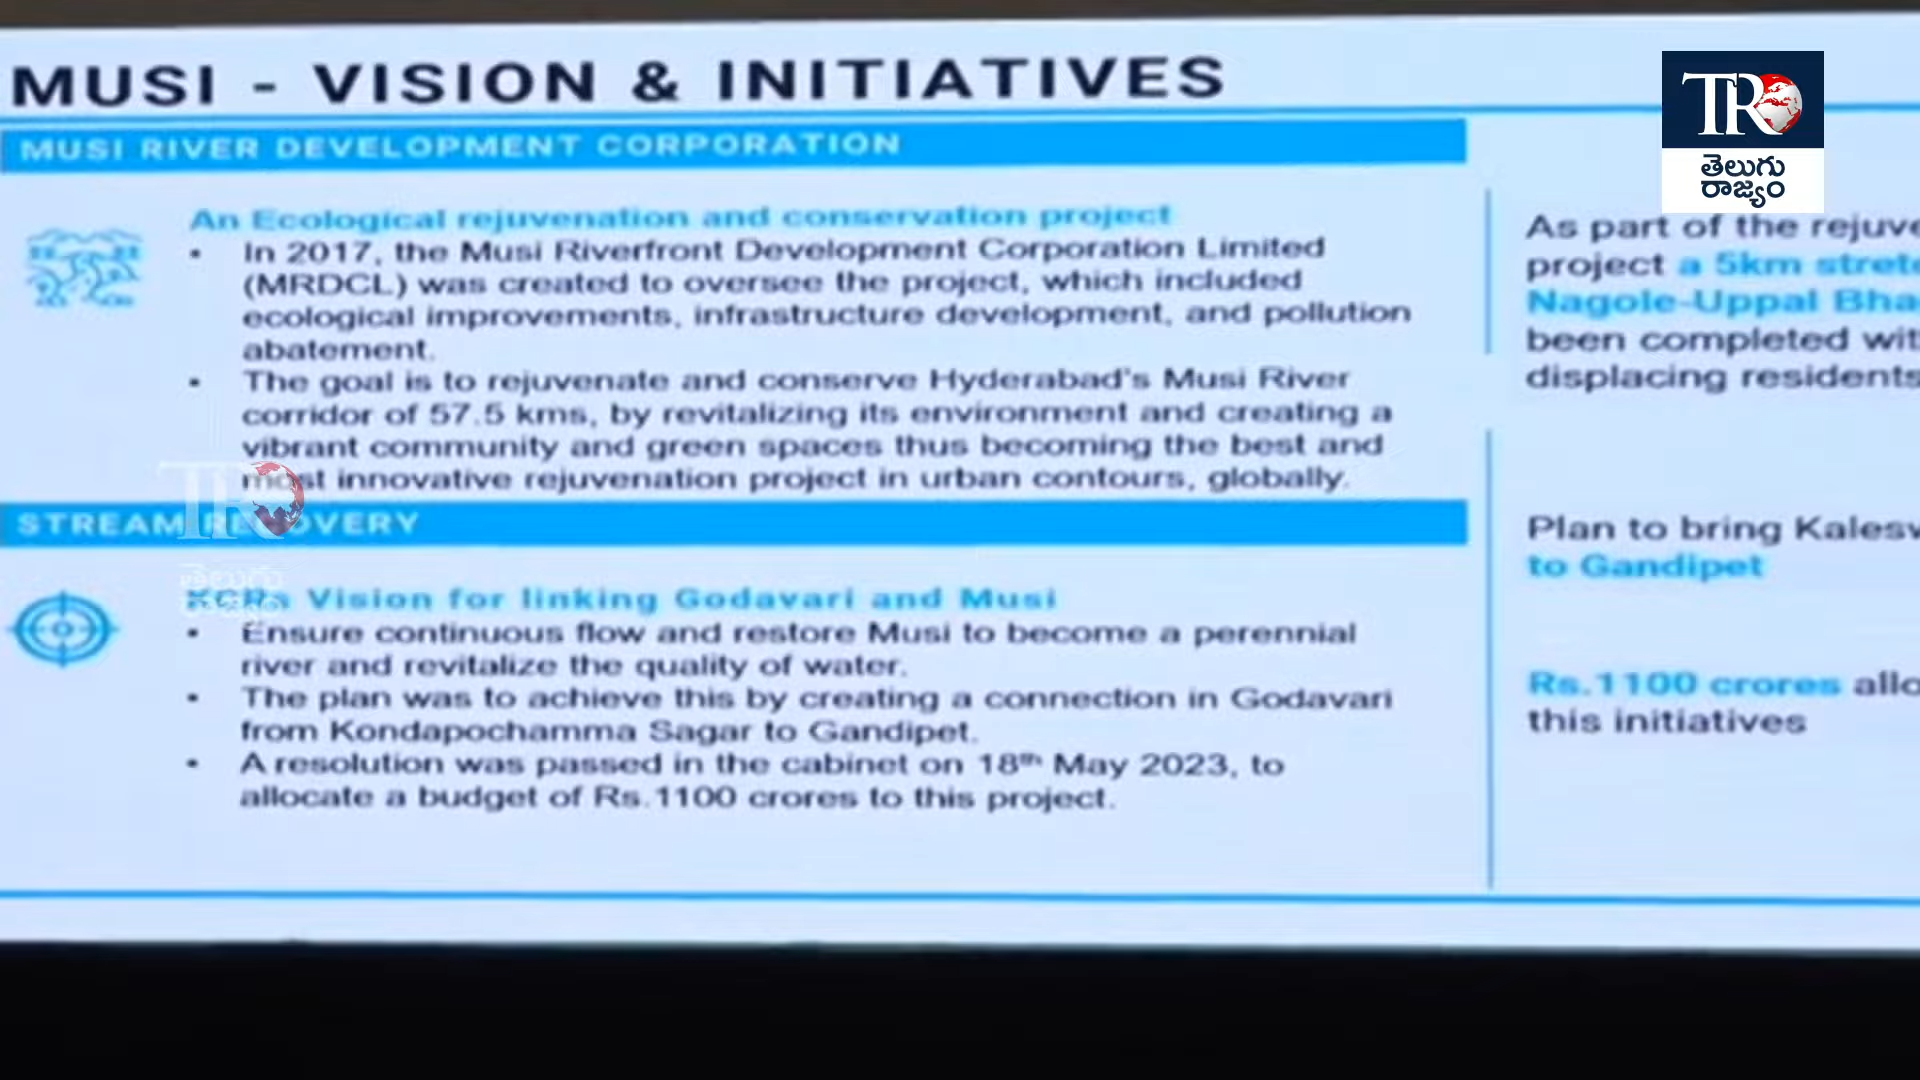 MUSI - VISION & INITIATIVES
MUSI RIVER DEVELOPMENT CORPORATION
An Ecological rejuvenation and conservation project
• In 2017, the Musi Riverfront Development Corporation Limited
(MRDCL) was created to oversee the project, which included
ecological improvements, infrastructure development, and pollution
abatement.
• The goal is to rejuvenate and conserve Hyderabad's Musi River
corridor of 57.5 kms, by revitalizing its environment and creating a
vibrant community and green spaces thus becoming the best and
most innovative rejuvenation project in urban contours, globally.
STREAM RECOVERY
KCRs Vision for linking Godavari and Musi
• Ensure continuous flow and restore Musi to become a perennial
river and revitalize the quality of water.
• The plan was to achieve this by creating a connection in Godavari
from Kondapochamma Sagar to Gandipet.
• A resolution was passed in the cabinet on 18th May 2023, to
allocate a budget of Rs.1100 crores to this project.
As part of the
project a 5km
Nagole-Uppal
been completed
displacing residents
Plan to bring
to Gandipet
Rs.1100 crores
this initiatives
TR
తెలుగు
రాజ్యం
TR
తెలుగు